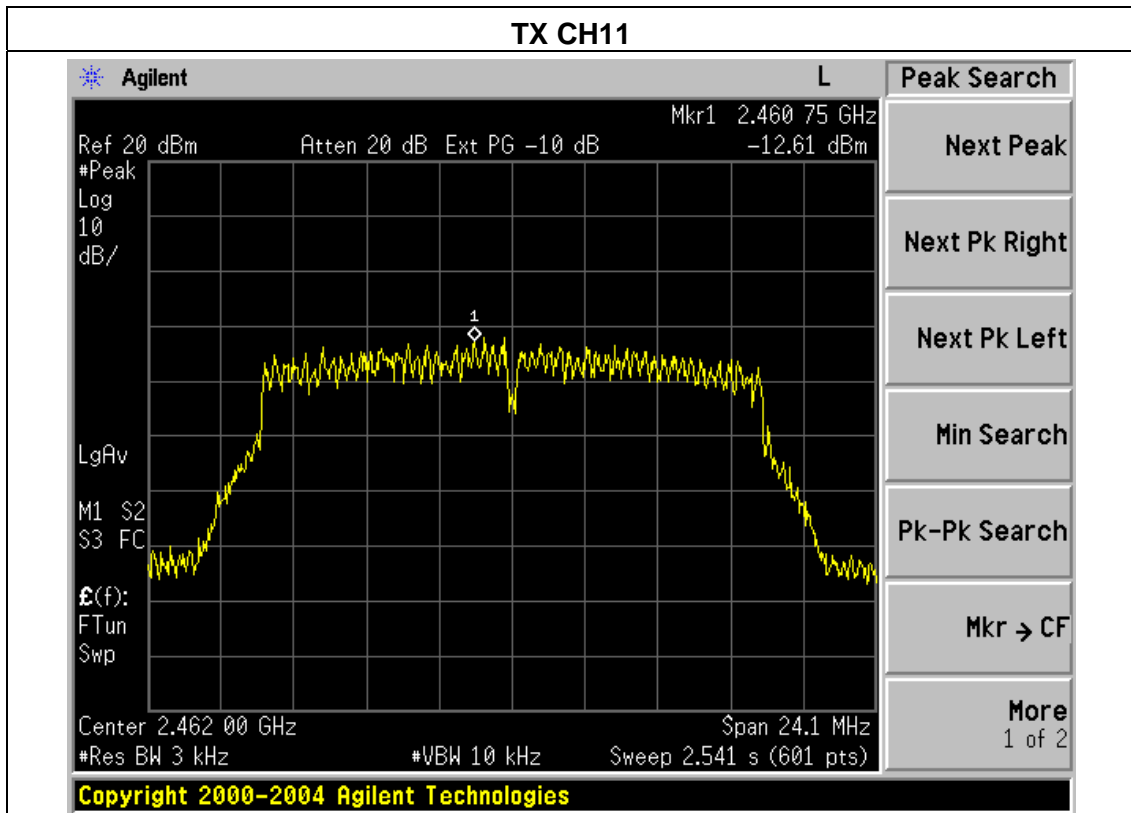 TX CH11
Agilent L Peak Search
Mkr1 2.460 75 GHz
Ref 20 dBm Atten 20 dB Ext PG -10 dB -12.61 dBm
#Peak
Log
10
dB/
1
LgAv
M1 S2
S3 FC
£(f):
FTun
Swp
Center 2.462 00 GHz Span 24.1 MHz
#Res BW 3 kHz #VBW 10 kHz Sweep 2.541 s (601 pts)
Copyright 2000-2004 Agilent Technologies
Next Peak
Next Pk Right
Next Pk Left
Min Search
Pk-Pk Search
Mkr → CF
More
1 of 2